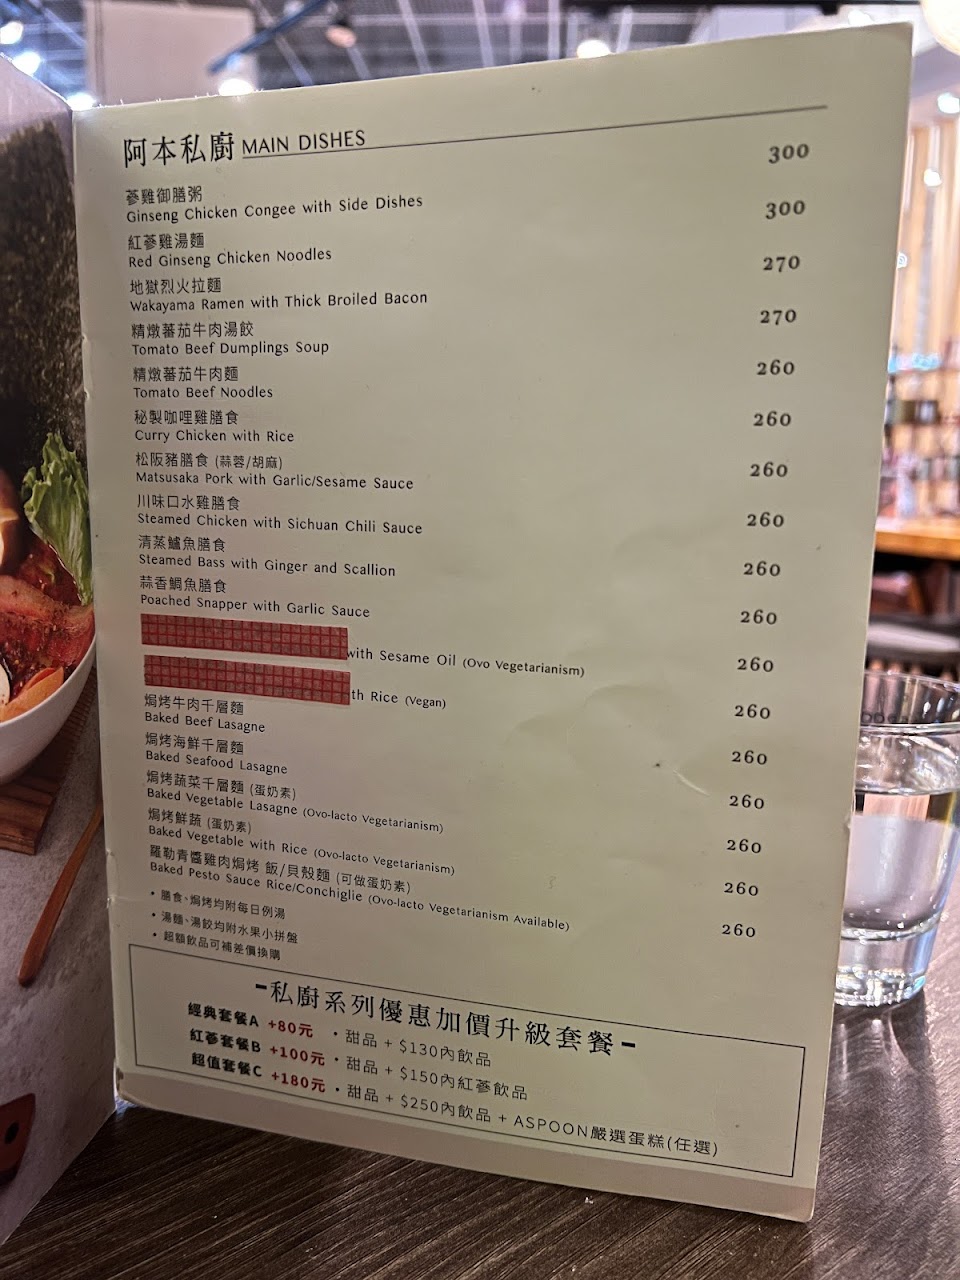 阿本私廚 MAIN DISHES
蔘雞御膳粥 300
Ginseng Chicken Congee with Side Dishes
紅蔘雞湯麵 300
Red Ginseng Chicken Noodles
地獄烈火拉麵 270
Wakayama Ramen with Thick Broiled Bacon
精燉蕃茄牛肉湯餃 270
Tomato Beef Dumplings Soup
精燉蕃茄牛肉麵 260
Tomato Beef Noodles
秘製咖哩雞膳食 260
Curry Chicken with Rice
松阪豬膳食 (蒜蓉/胡麻) 260
Matsusaka Pork with Garlic/Sesame Sauce
川味口水雞膳食 260
Steamed Chicken with Sichuan Chili Sauce
清蒸鱸魚膳食 260
Steamed Bass with Ginger and Scallion
蒜香鯛魚膳食 260
Poached Snapper with Garlic Sauce
260
with Sesame Oil (Ovo Vegetarianism)
260
th Rice (Vegan)
焗烤牛肉千層麵 260
Baked Beef Lasagne
焗烤海鮮千層麵 260
Baked Seafood Lasagne
焗烤蔬菜千層麵 (蛋奶素) 260
Baked Vegetable Lasagne (Ovo-lacto Vegetarianism)
焗烤鮮蔬 (蛋奶素) 260
Baked Vegetable with Rice (Ovo-lacto Vegetarianism)
羅勒青醬雞肉焗烤 飯/貝殼麵 (可做蛋奶素) 260
Baked Pesto Sauce Rice/Conchiglie (Ovo-lacto Vegetarianism Available)
• 膳食、焗烤均附每日例湯
• 湯麵、湯餃均附水果小拼盤
• 超額飲品可補差價換購
-私廚系列優惠加價升級套餐-
經典套餐A +80元 • 甜品 + $130內飲品
紅蔘套餐B +100元 • 甜品 + $150內紅蔘飲品
超值套餐C +180元 • 甜品 + $250內飲品 + ASPOON嚴選蛋糕(任選)